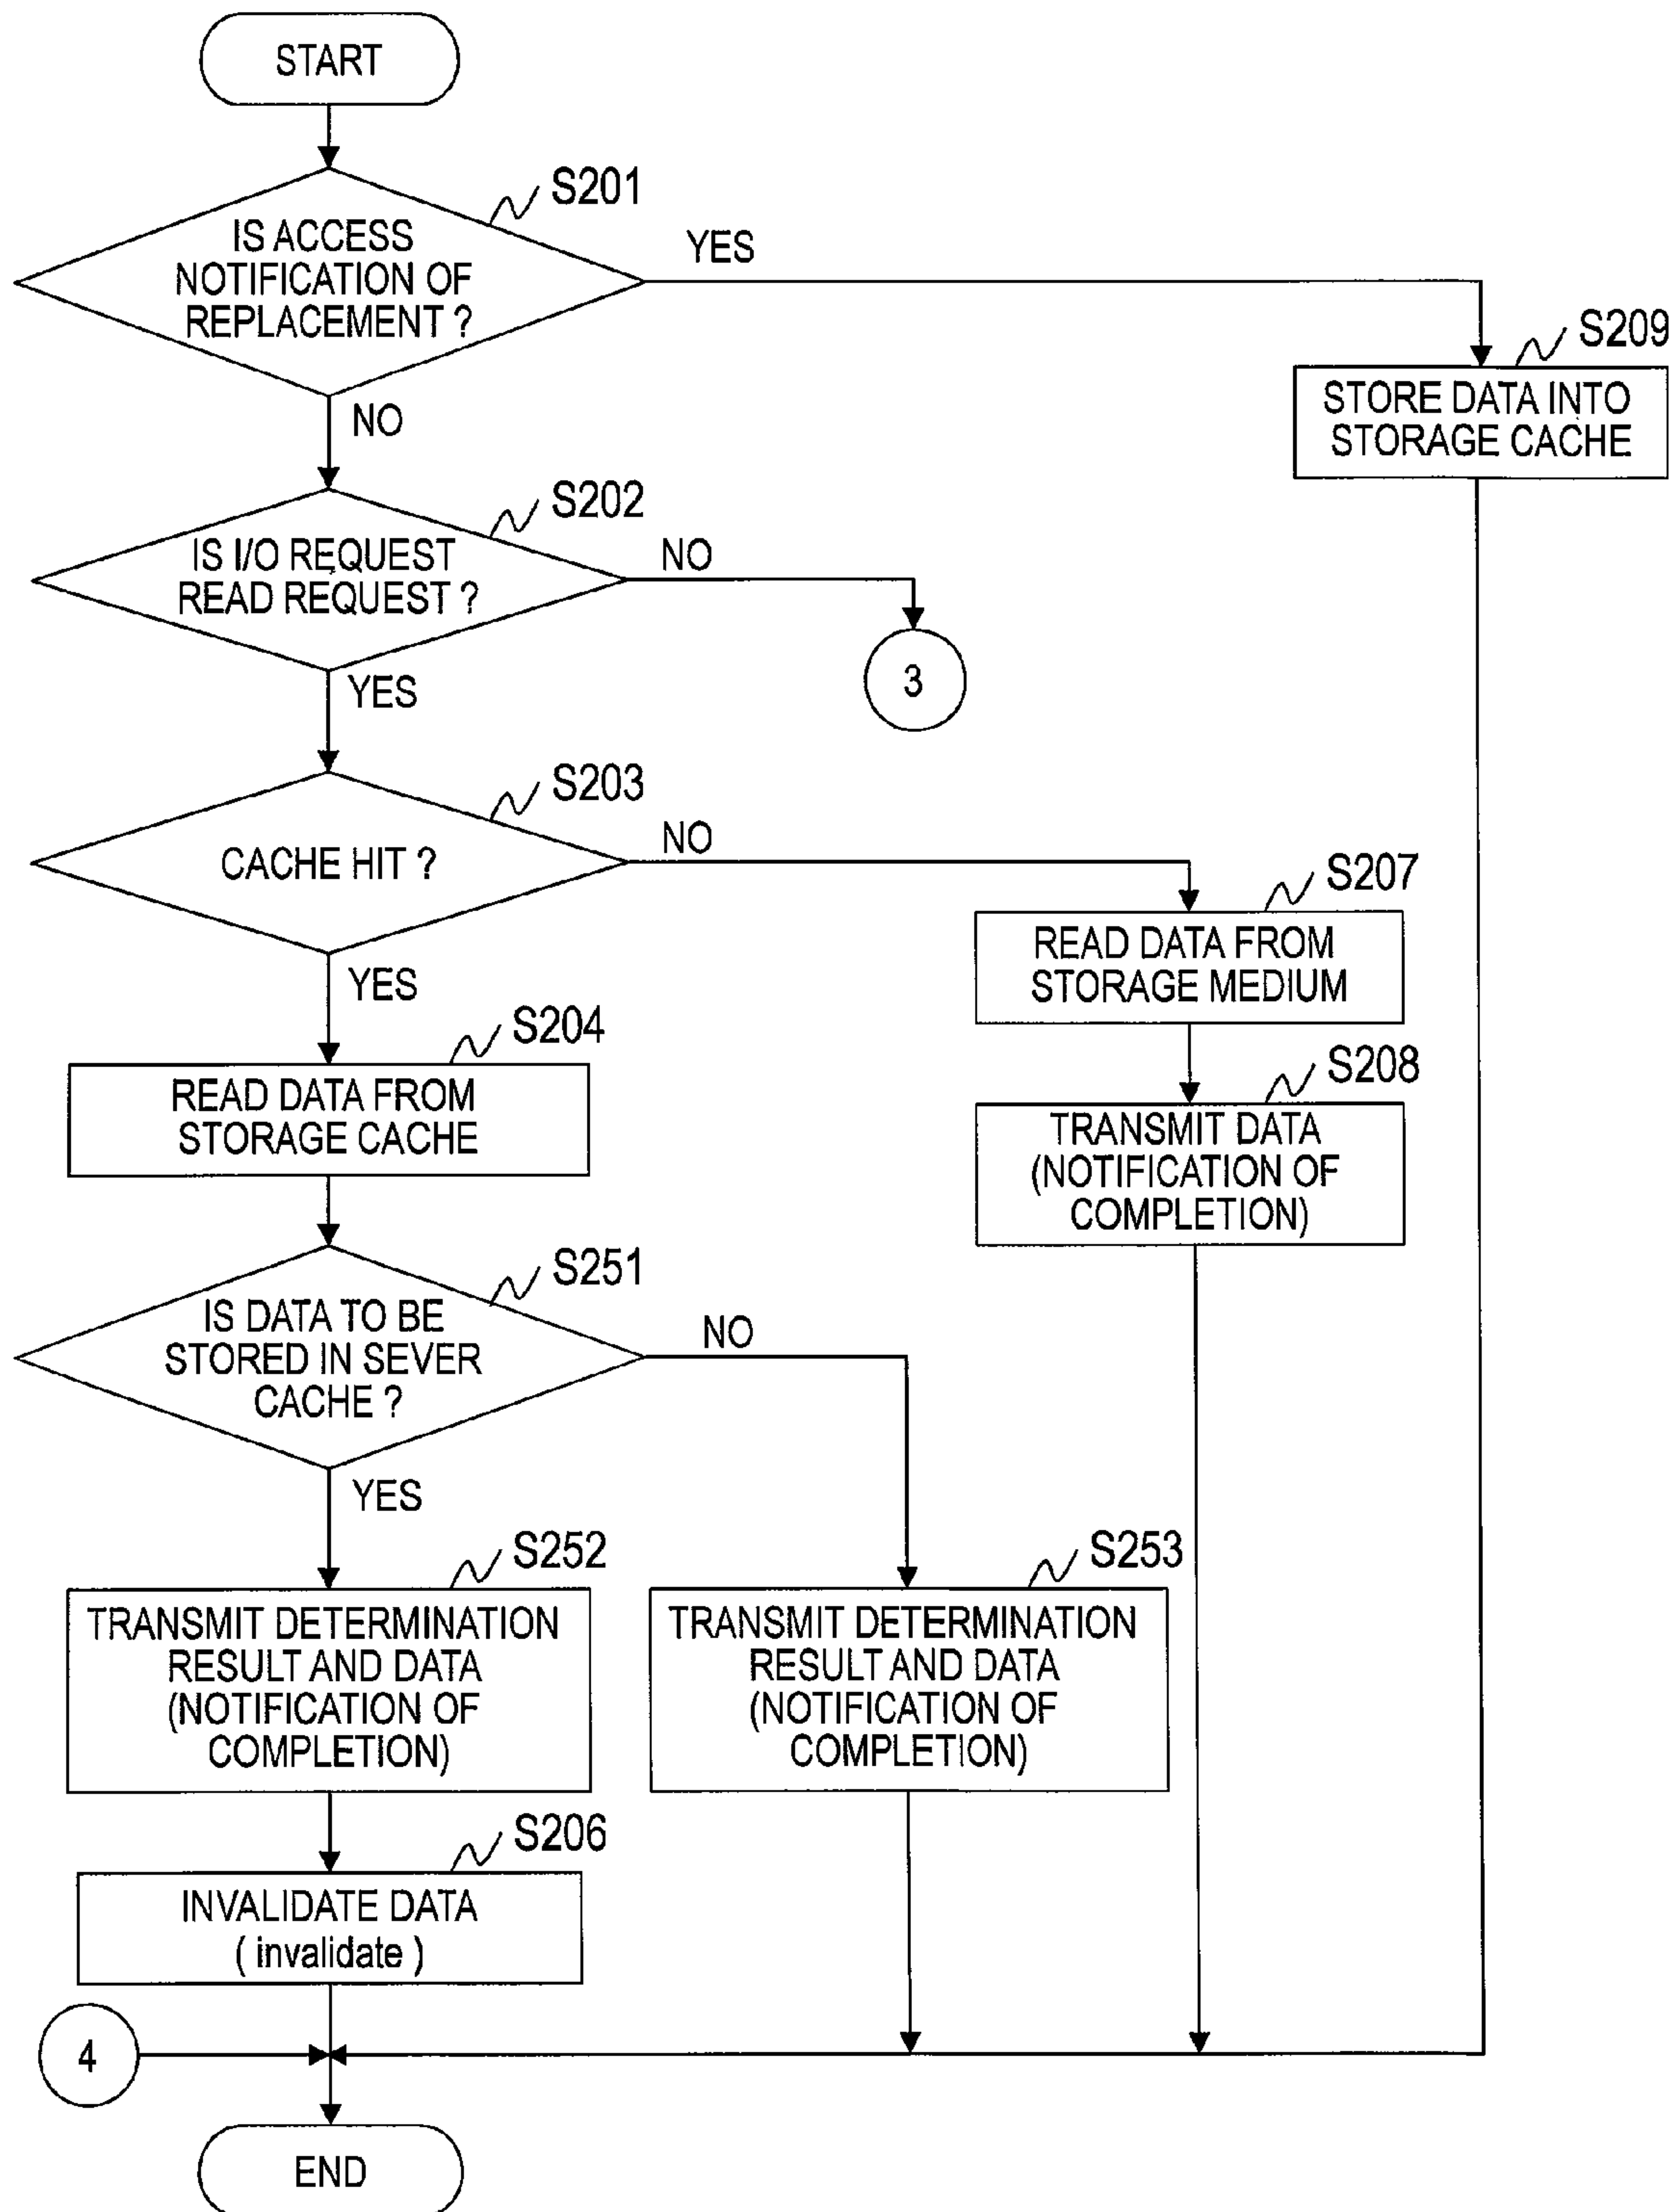 START
S201
IS ACCESS
NOTIFICATION OF
REPLACEMENT ?
YES
NO
S209
STORE DATA INTO
STORAGE CACHE
S202
IS I/O REQUEST
READ REQUEST ?
NO
3
YES
S203
CACHE HIT ?
NO
YES
S207
READ DATA FROM
STORAGE MEDIUM
S204
READ DATA FROM
STORAGE CACHE
S208
TRANSMIT DATA
(NOTIFICATION OF
COMPLETION)
S251
IS DATA TO BE
STORED IN SEVER
CACHE ?
NO
YES
S252
TRANSMIT DETERMINATION
RESULT AND DATA
(NOTIFICATION OF
COMPLETION)
S253
TRANSMIT DETERMINATION
RESULT AND DATA
(NOTIFICATION OF
COMPLETION)
S206
INVALIDATE DATA
( invalidate )
4
END